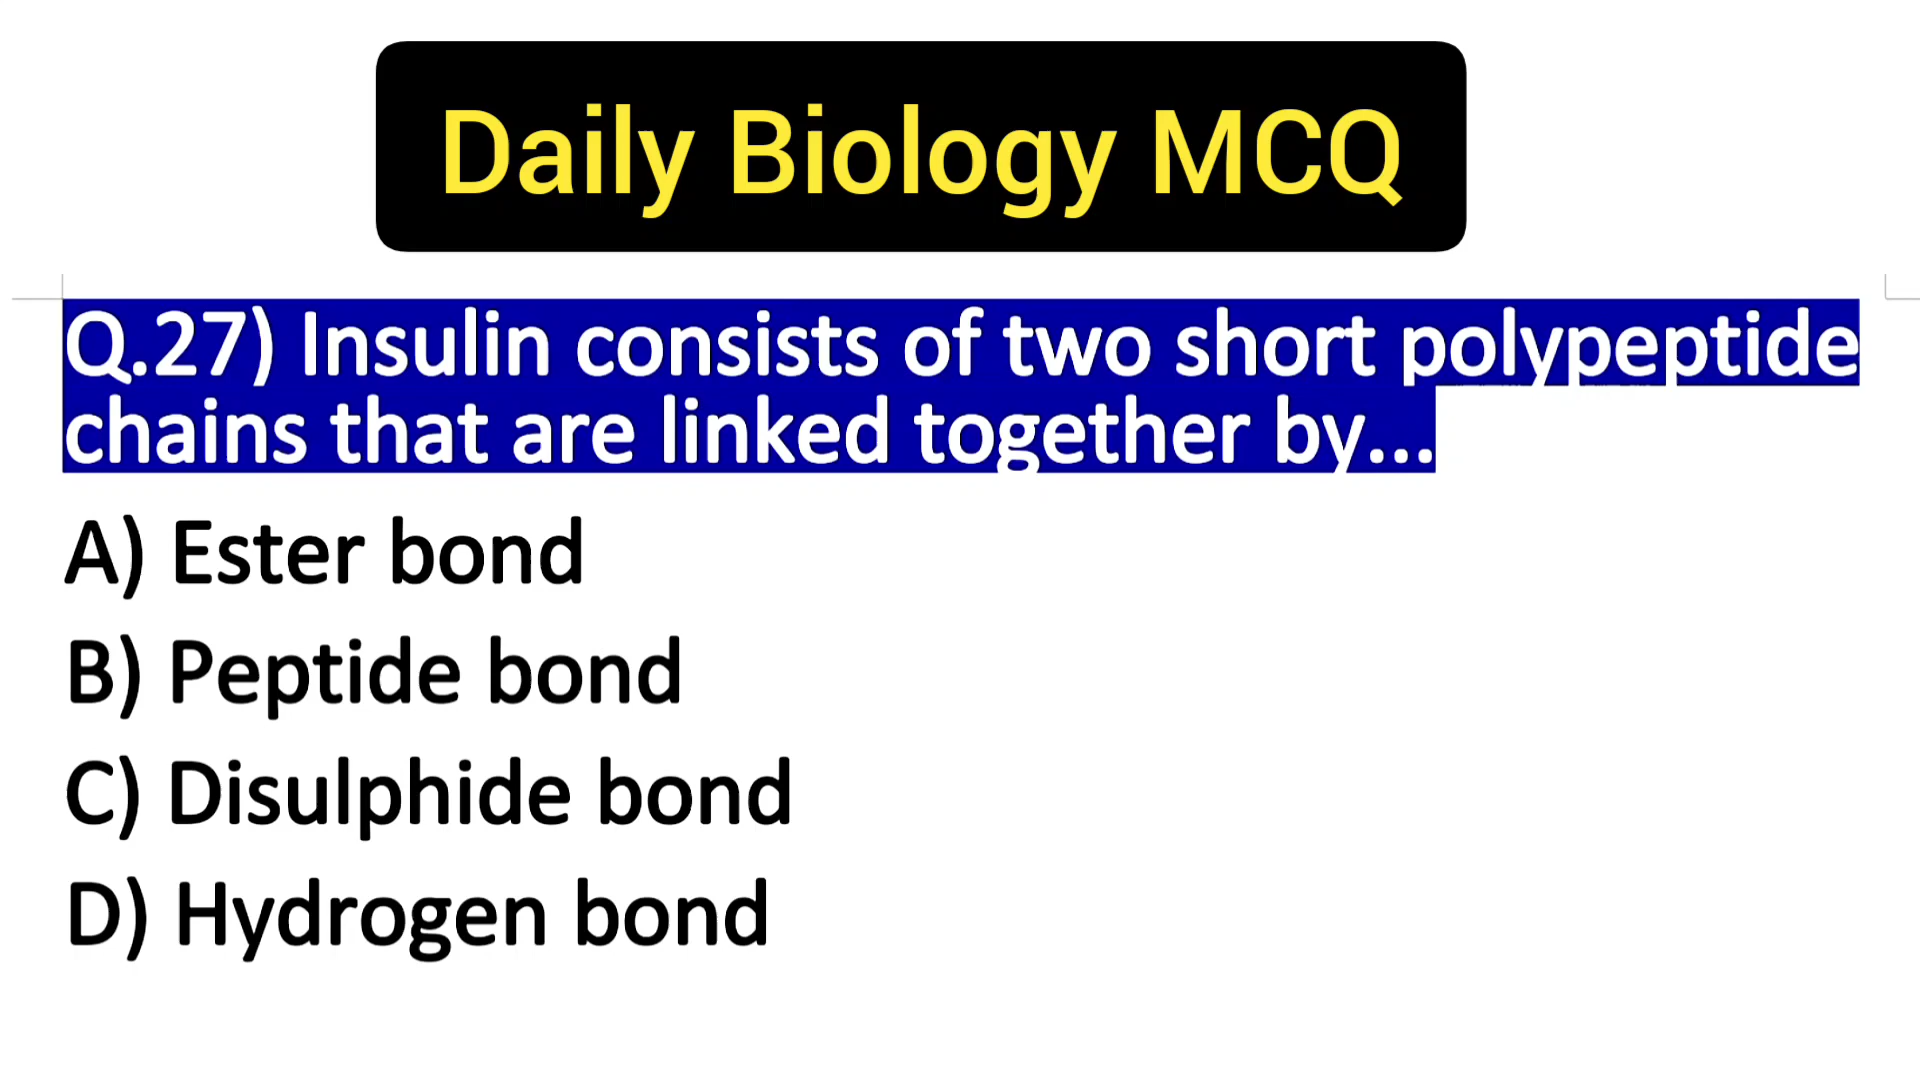 Daily Biology MCQ
Q.27) Insulin consists of two short polypeptide
chains that are linked together by...
A) Ester bond
B) Peptide bond
C) Disulphide bond
D) Hydrogen bond